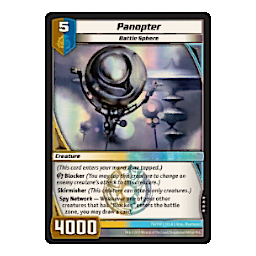 5
Panopter
Battle Sphere
Creature
(This card enters your mana zone tapped.)
Blocker (You may tap this creature to change an
enemy creature's attack to this creature.)
Skirmisher (This creature can attack only creatures.)
Spy Network — Whenever one of your other
creatures that has "Blocker" enters the battle
zone, you may draw a card.
4000